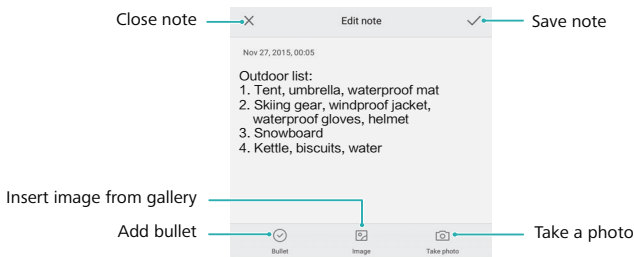 Close note
Edit note
Save note
Nov 27, 2015, 00:05
Outdoor list:
1. Tent, umbrella, waterproof mat
2. Skiing gear, windproof jacket,
waterproof gloves, helmet
3. Snowboard
4. Kettle, biscuits, water
Insert image from gallery
Add bullet
Take a photo
Bullet
Image
Take photo